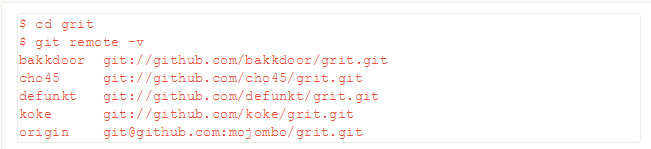 $ cd grit
$ git remote -v
bakkdoor  git://github.com/bakkdoor/grit.git
cho45     git://github.com/cho45/grit.git
defunkt   git://github.com/defunkt/grit.git
koke      git://github.com/koke/grit.git
origin    git@github.com:mojombo/grit.git